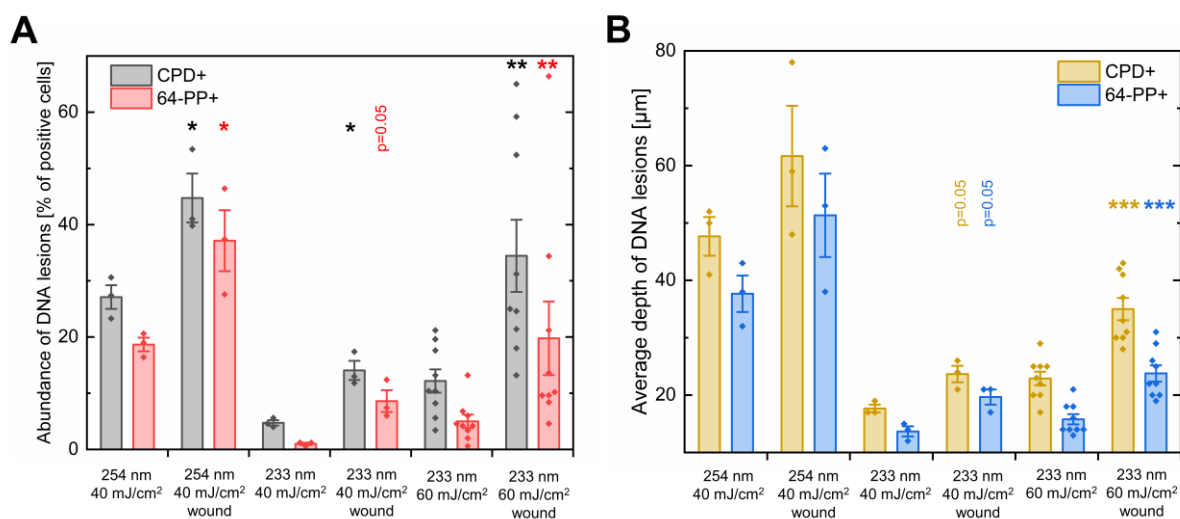 A
Abundance of DNA lesions [% of positive cells]
60
40
20
0
CPD+
64-PP+
*
*
*
p=0.05
**
**
254 nm
40 mJ/cm²
254 nm
40 mJ/cm²
wound
233 nm
40 mJ/cm²
233 nm
40 mJ/cm²
wound
233 nm
60 mJ/cm²
233 nm
60 mJ/cm²
wound
B
Average depth of DNA lesions [µm]
80
60
40
20
CPD+
64-PP+
p=0.05
p=0.05
***
***
254 nm
40 mJ/cm²
254 nm
40 mJ/cm²
wound
233 nm
40 mJ/cm²
233 nm
40 mJ/cm²
wound
233 nm
60 mJ/cm²
233 nm
60 mJ/cm²
wound